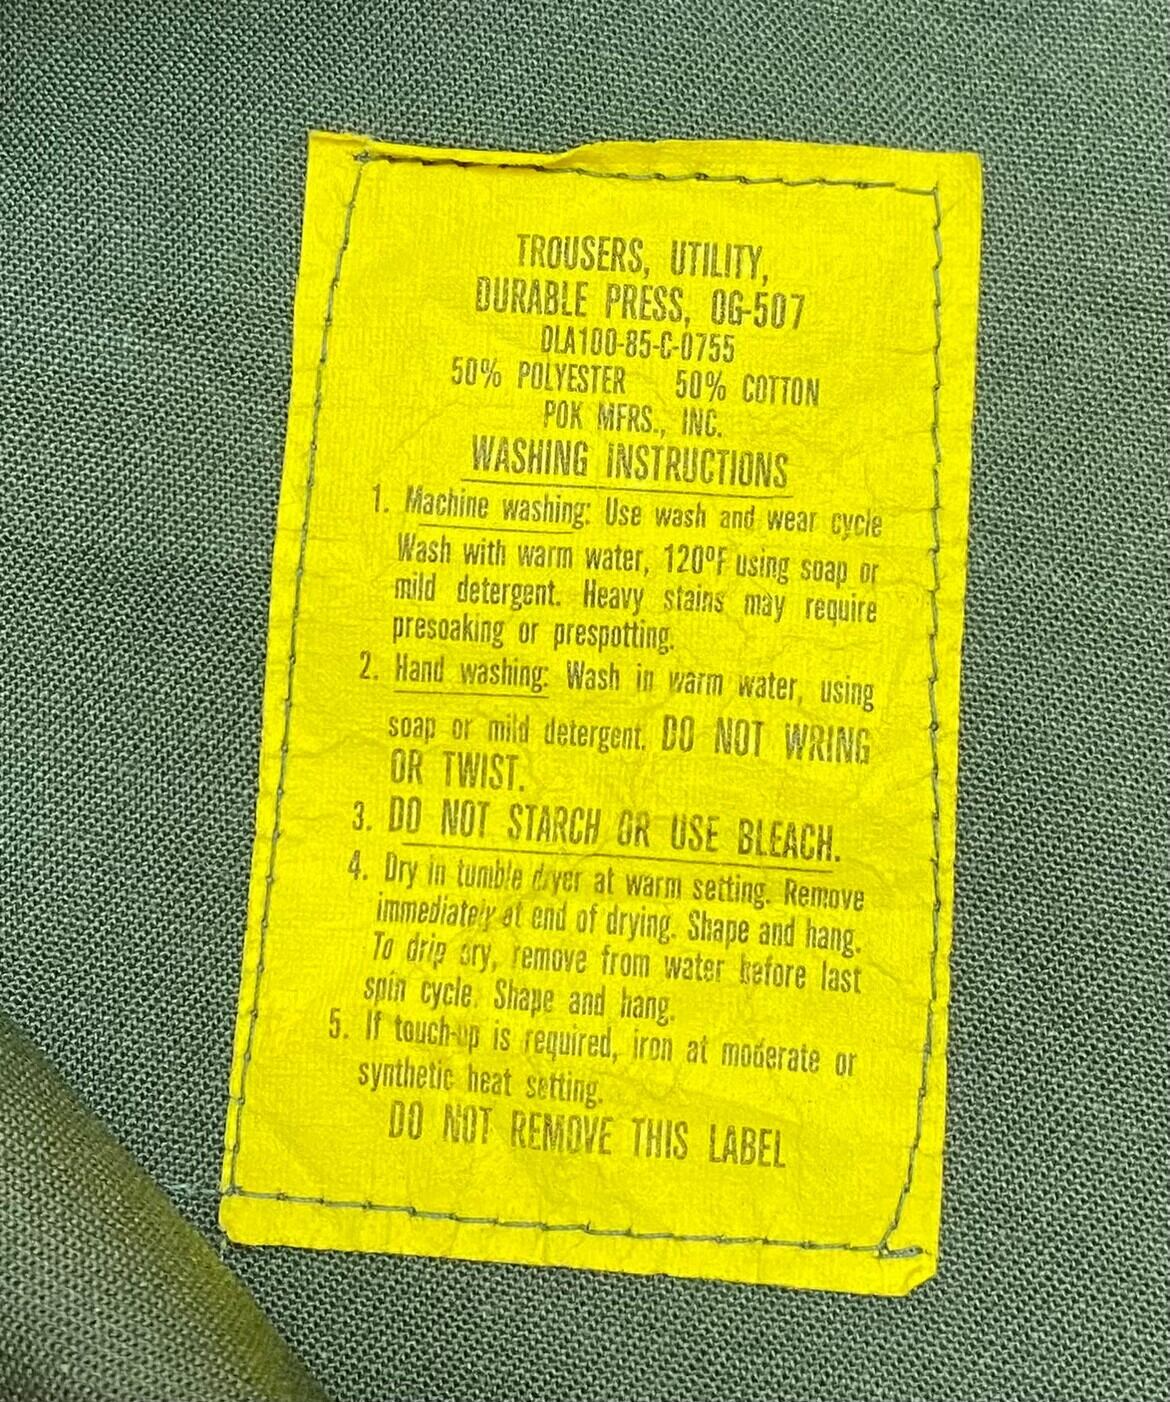 TROUSERS, UTILITY,
DURABLE PRESS, OG-507
DLA100-85-C-0755
50% POLYESTER 50% COTTON
POK MFRS., INC.
WASHING INSTRUCTIONS
1. Machine washing: Use wash and wear cycle
Wash with warm water, 120°F using soap or
mild detergent. Heavy stains may require
presoaking or prespotting.
2. Hand washing: Wash in warm water, using
soap or mild detergent. DO NOT WRING
OR TWIST.
3. DO NOT STARCH OR USE BLEACH.
4. Dry in tumble dryer at warm setting. Remove
immediately at end of drying. Shape and hang.
To drip dry, remove from water before last
spin cycle. Shape and hang.
5. If touch-up is required, iron at moderate or
synthetic heat setting.
DO NOT REMOVE THIS LABEL